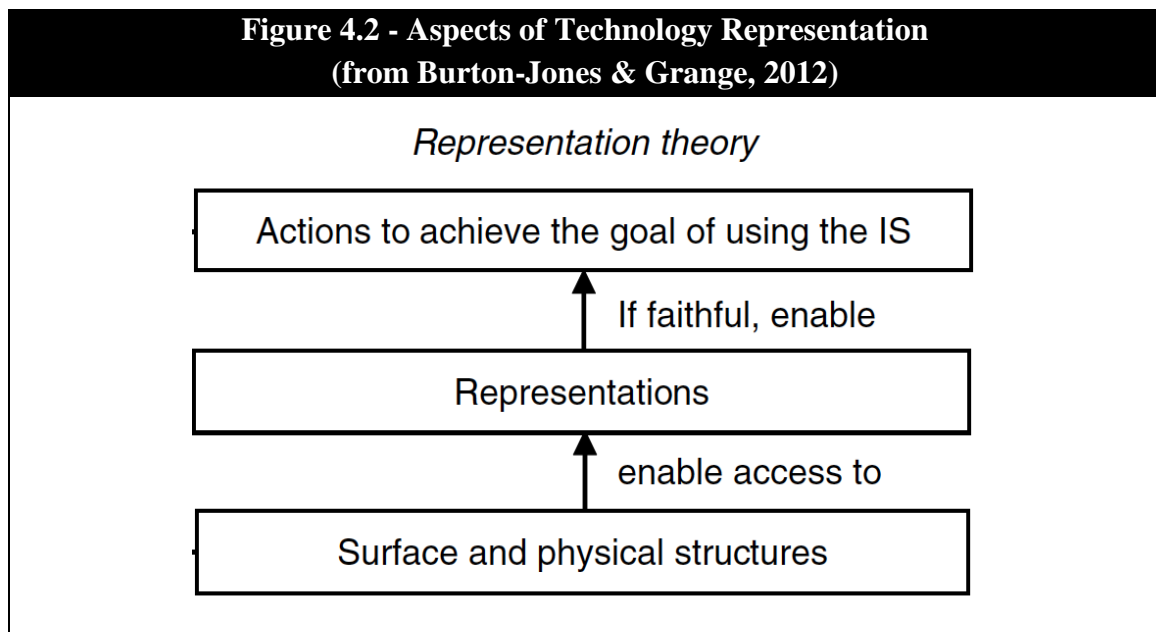 Figure 4.2 - Aspects of Technology Representation
(from Burton-Jones & Grange, 2012)
Representation theory
Actions to achieve the goal of using the IS
If faithful, enable
Representations
enable access to
Surface and physical structures